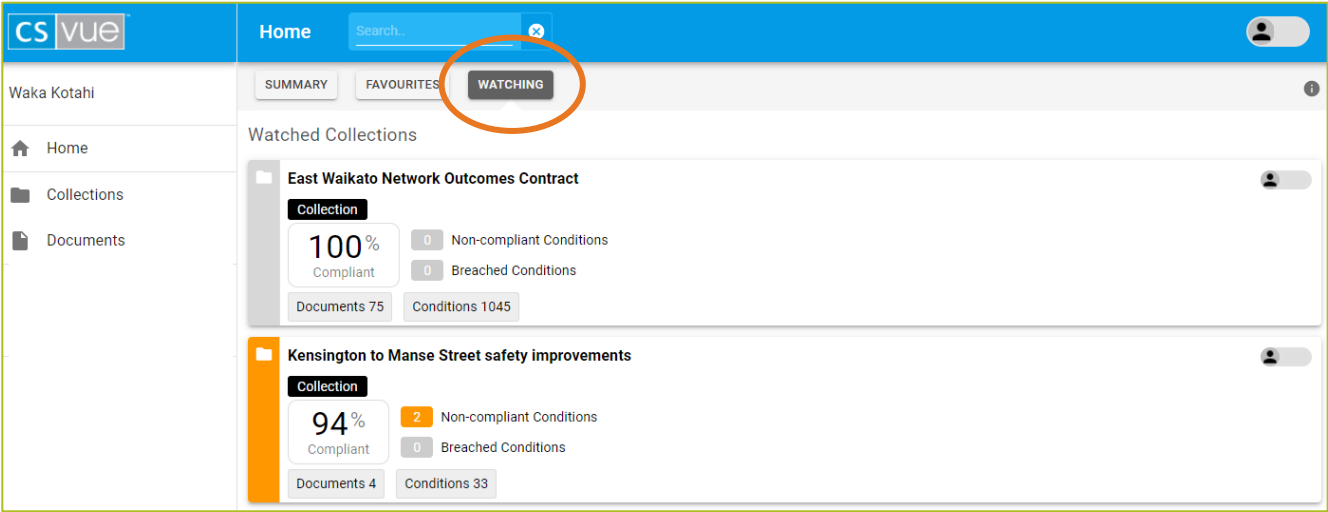 CS VUE
Home
Search..
Waka Kotahi
Home
Collections
Documents
SUMMARY
FAVOURITES
WATCHING
Watched Collections
East Waikato Network Outcomes Contract
Collection
100 %
Compliant
0 Non-compliant Conditions
0 Breached Conditions
Documents 75
Conditions 1045
Kensington to Manse Street safety improvements
Collection
94 %
Compliant
2 Non-compliant Conditions
0 Breached Conditions
Documents 4
Conditions 33